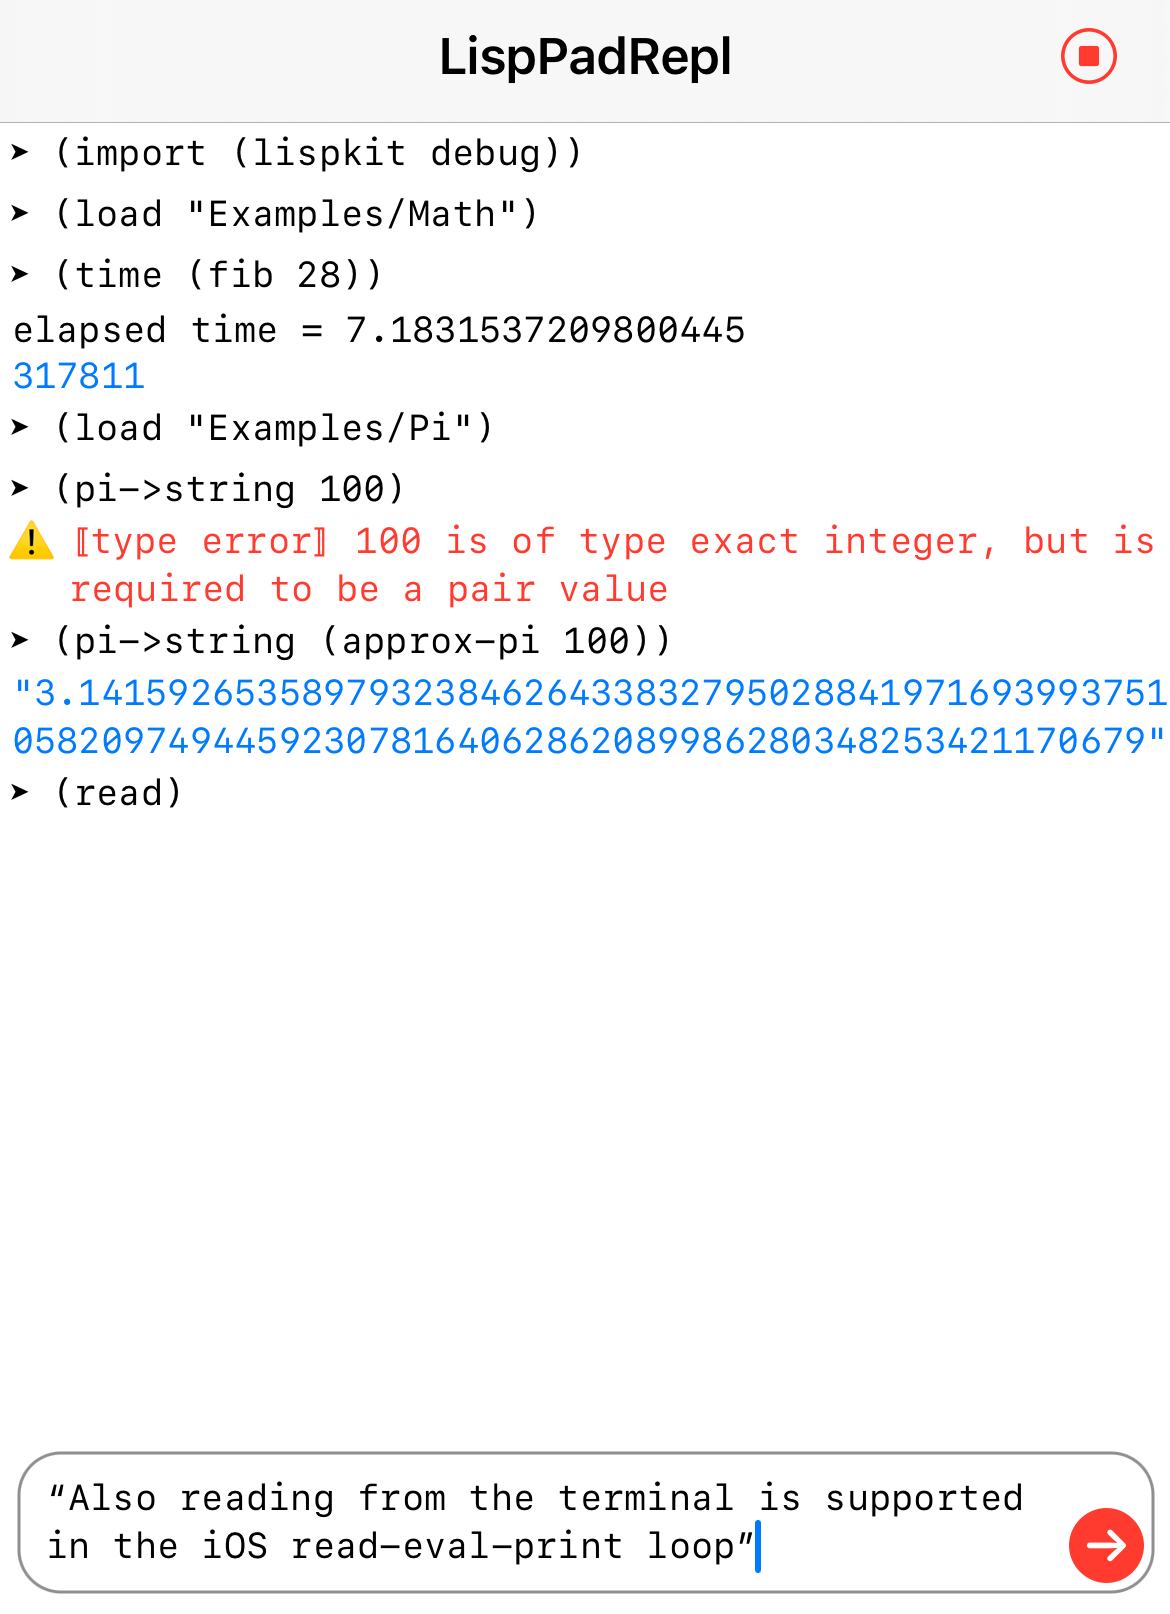 LispPadRepl
➤ (import (lispkit debug))
➤ (load "Examples/Math")
➤ (time (fib 28))
elapsed time = 7.1831537209800445
317811
➤ (load "Examples/Pi")
➤ (pi->string 100)
⚠️ 〚type error〛 100 is of type exact integer, but is
required to be a pair value
➤ (pi->string (approx-pi 100))
"3.1415926535897932384626433832795028841971693993751
05820974944592307816406286208998628034825342117​0679"
➤ (read)
“Also reading from the terminal is supported
in the iOS read-eval-print loop”